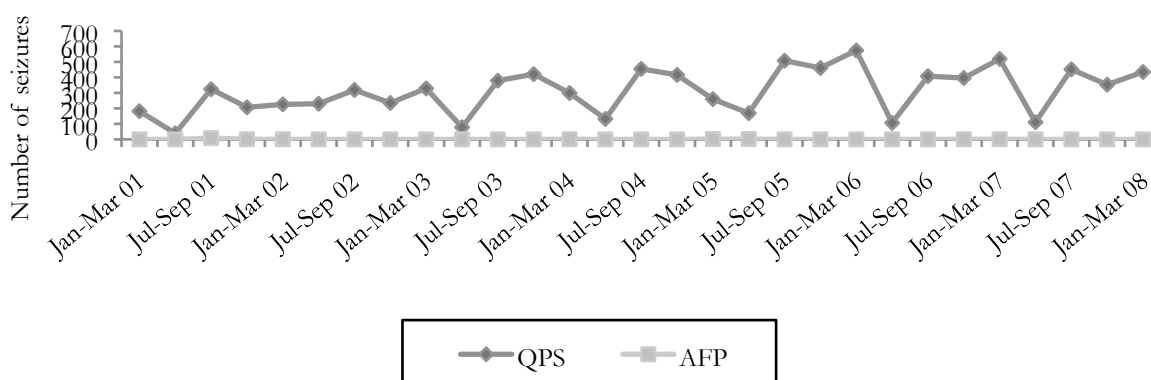 Number of seizures
700
600
500
400
300
200
100
0
Jan-Mar 01
Jul-Sep 01
Jan-Mar 02
Jul-Sep 02
Jan-Mar 03
Jul-Sep 03
Jan-Mar 04
Jul-Sep 04
Jan-Mar 05
Jul-Sep 05
Jan-Mar 06
Jul-Sep 06
Jan-Mar 07
Jul-Sep 07
Jan-Mar 08
QPS AFP